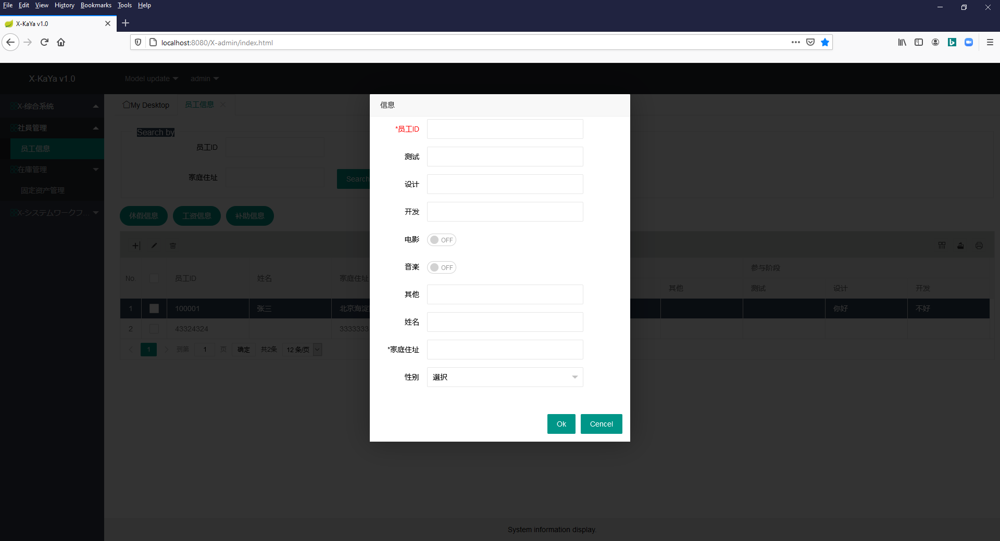 File Edit View History Bookmarks Tools Help
X-KaYa v1.0
localhost:8080/X-admin/index.html
X-KaYa v1.0
Model update
admin
X-综合系统
社員管理
员工信息
在庫管理
固定资产管理
X-システムワークフ...
My Desktop
员工信息
Search by
员工ID
家庭住址
Search
休假信息
工资信息
补助信息
No.
员工ID
姓名
家庭住址
参与阶段
其他
测试
设计
开发
1 100001 张三 北京海淀 你好 不好
2 43324324 3333333
1 到第 1 页 确定 共2条 12 条/页
信息
*员工ID
测试
设计
开发
电影 OFF
音楽 OFF
其他
姓名
*家庭住址
性别 選択
Ok Cencel
System information display.